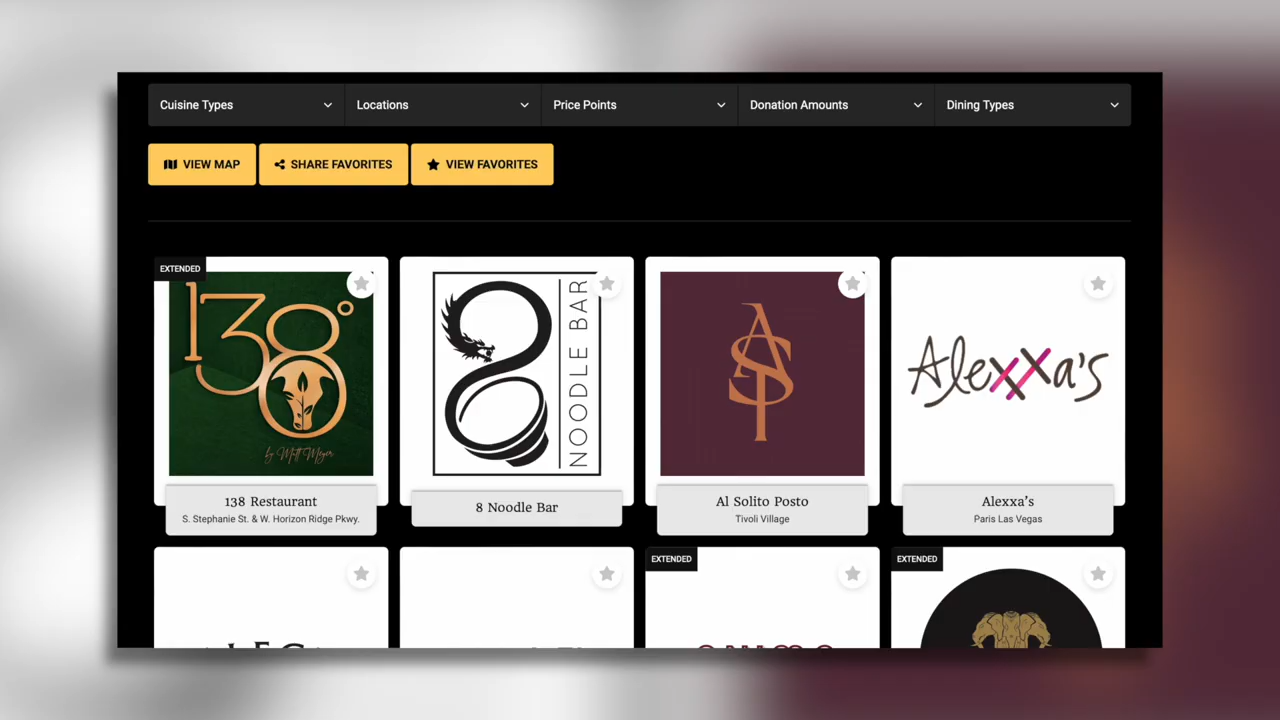 Cuisine Types
Locations
Price Points
Donation Amounts
Dining Types
VIEW MAP
SHARE FAVORITES
VIEW FAVORITES
EXTENDED
138°
by Matt Meyer
138 Restaurant
S. Stephanie St. & W. Horizon Ridge Pkwy.
8
NOODLE BAR
8 Noodle Bar
ASP
Al Solito Posto
Tivoli Village
Alexxa's
Alexxa’s
Paris Las Vegas
EXTENDED
EXTENDED